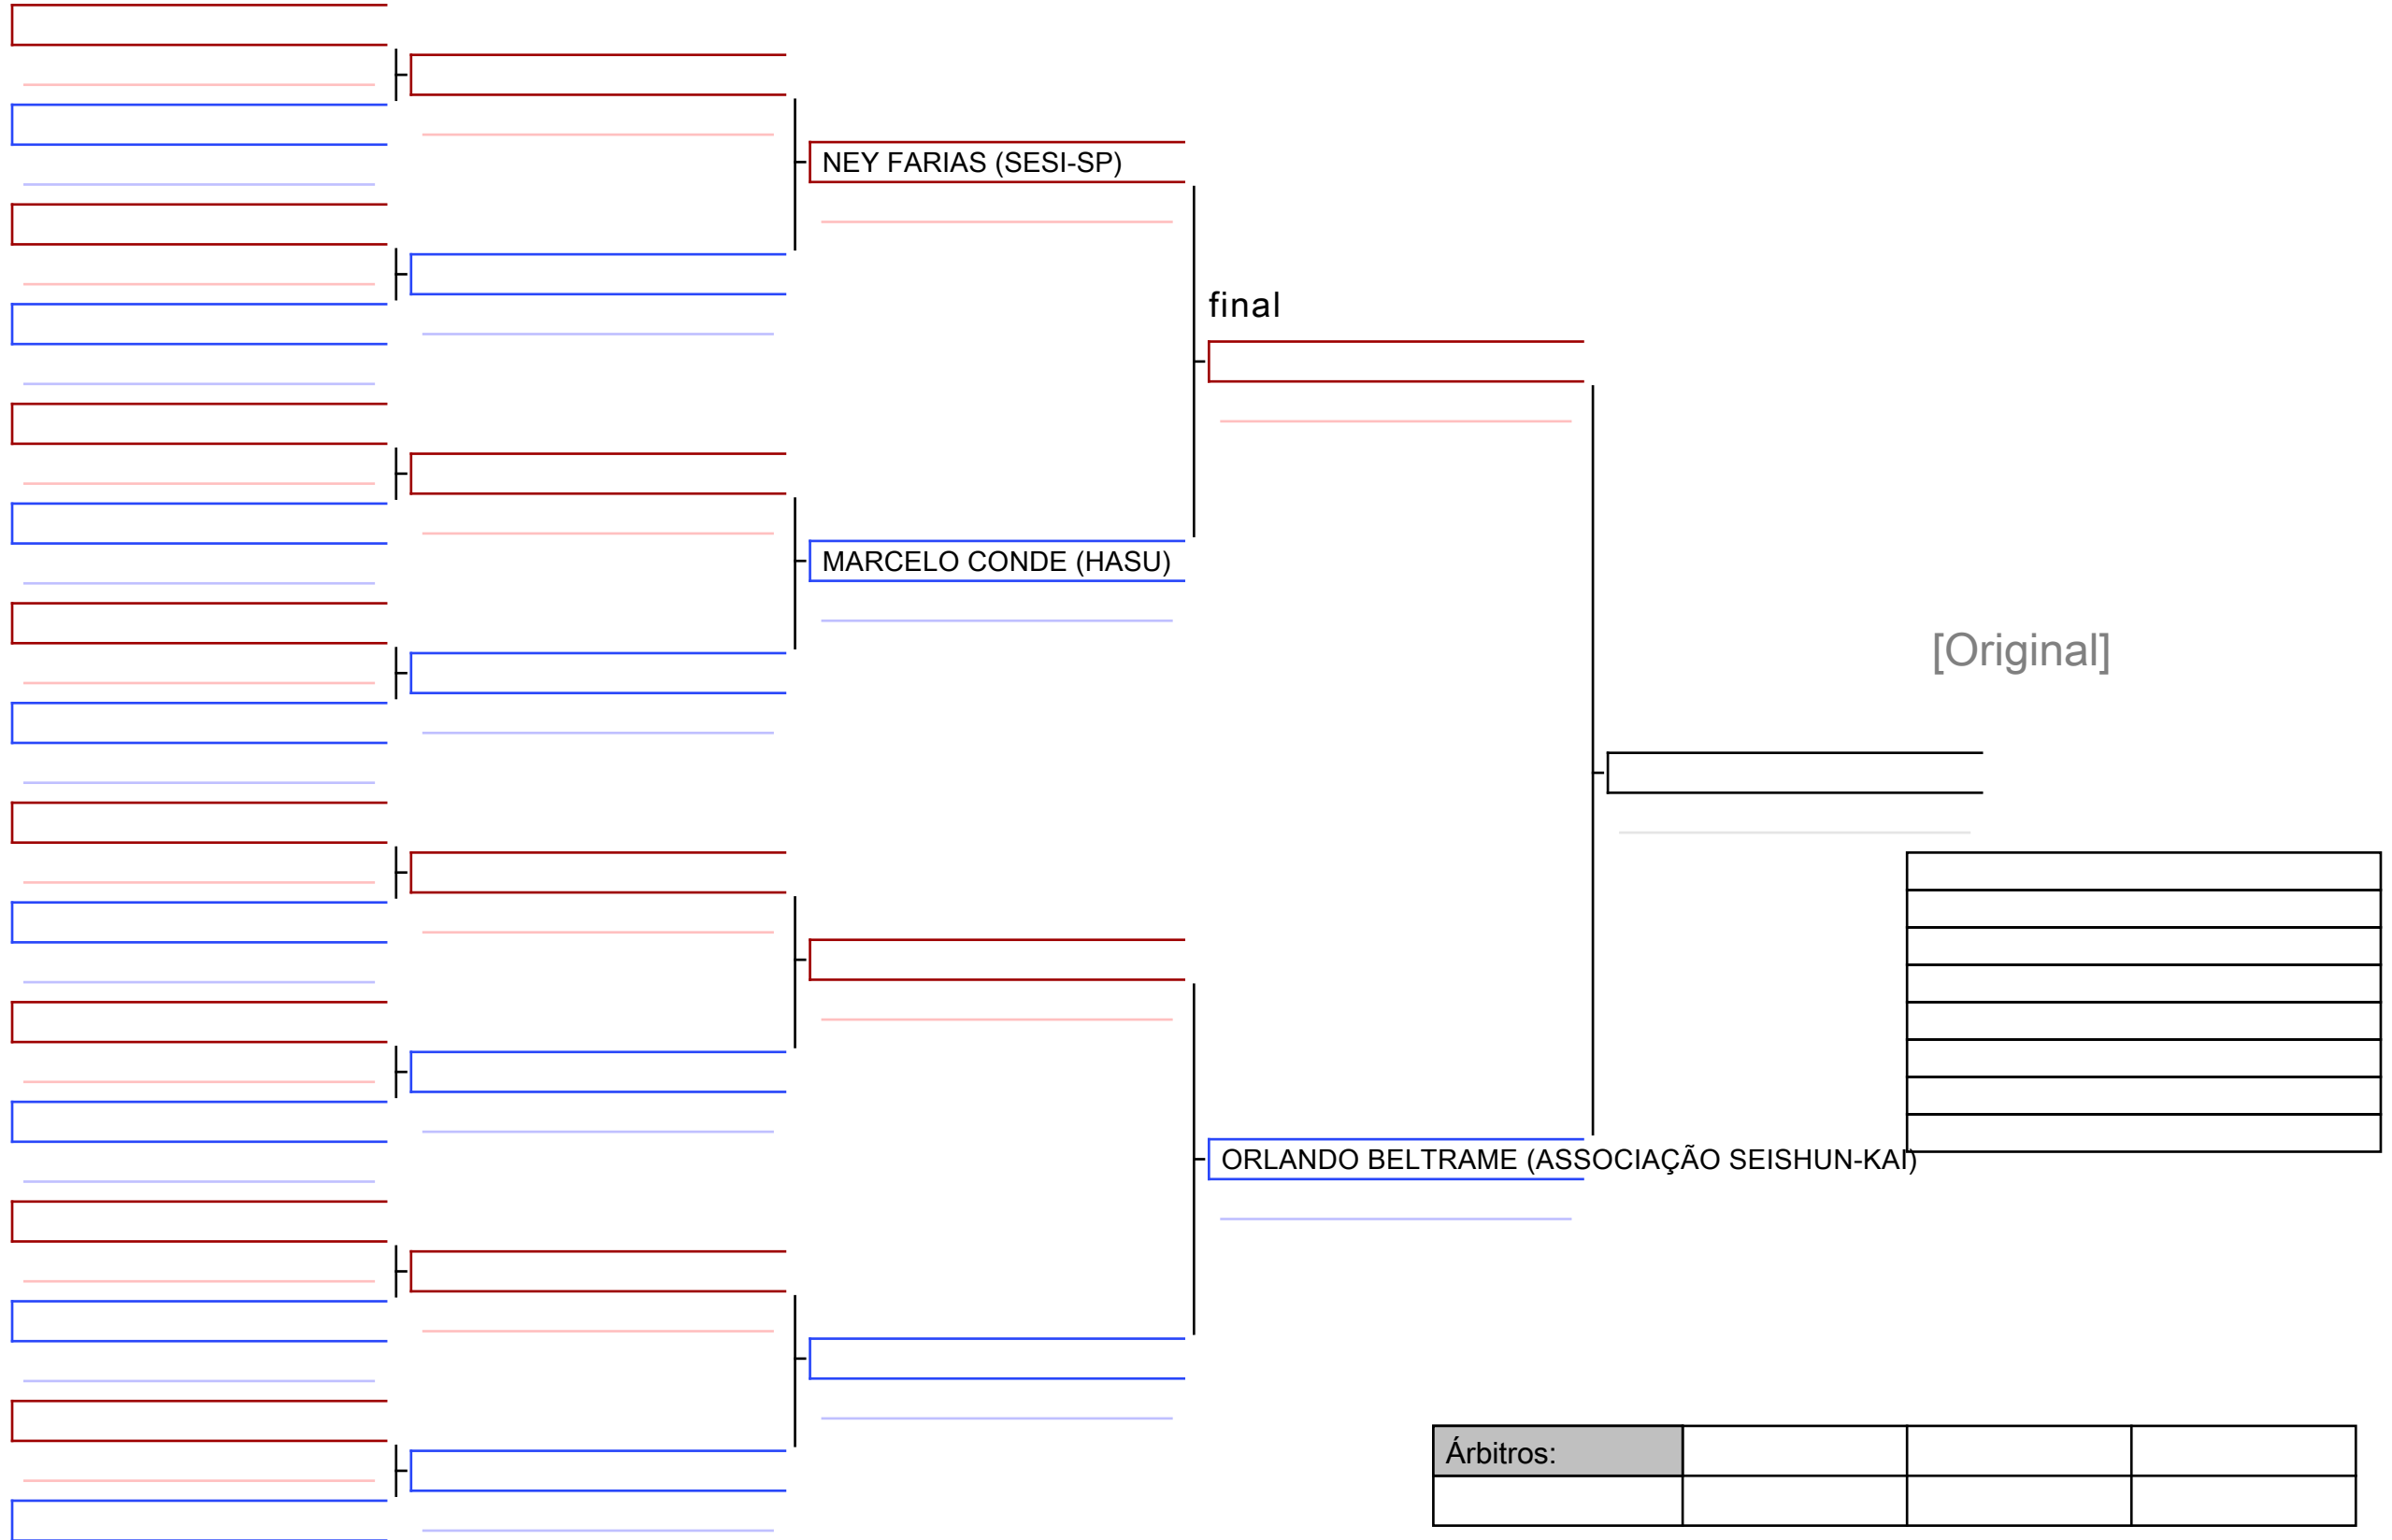 NEY FARIAS (SESI-SP)
final
MARCELO CONDE (HASU)
[Original]
ORLANDO BELTRAME (ASSOCIAÇÃO SEISHUN-KAI)
Árbitros: